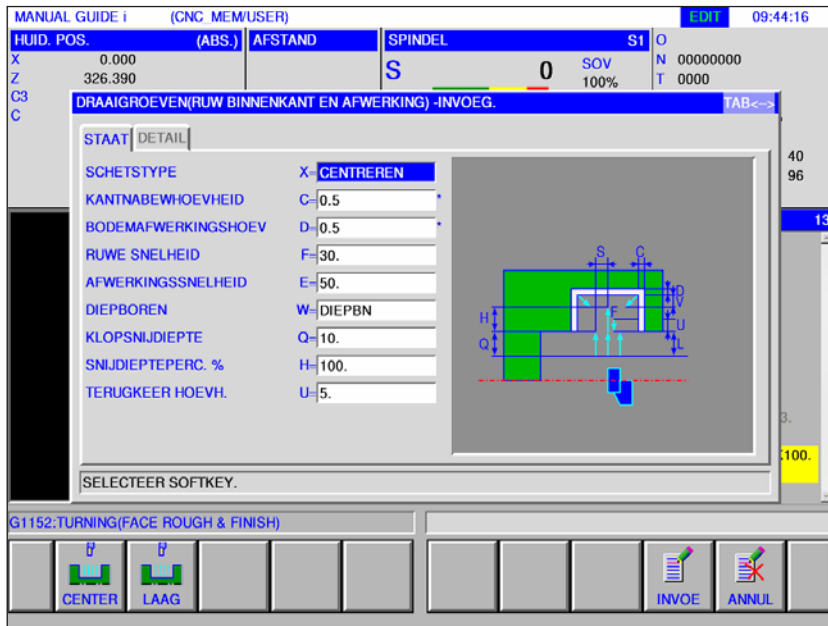 MANUAL GUIDE i (CNC_MEM/USER) EDIT 09:44:16
HUID. POS. (ABS.) AFSTAND SPINDEL S1 O
X 0.000 S 0 SOV N 00000000
Z 326.390 100% T 0000
C3
C
DRAAIGROEVEN(RUW BINNENKANT EN AFWERKING) -INVOEG. TAB<-->
STAAT DETAIL
40
96
13
SCHETSTYPE X= CENTREREN
KANTNABEWHOEVHEID C= 0.5 *
BODEMAFWERKINGSHOEV D= 0.5 *
RUWE SNELHEID F= 30.
AFWERKINGSSNELHEID E= 50.
DIEPBOREN W= DIEPBN
KLOPSNIJDIEPTE Q= 10.
SNIJDIEPTEPERC. % H= 100.
TERUGKEER HOEVH. U= 5.
S C
D
V
H F U
Q L
3.
100.
SELECTEER SOFTKEY.
G1152:TURNING(FACE ROUGH & FINISH)
CENTER LAAG INVOE ANNUL